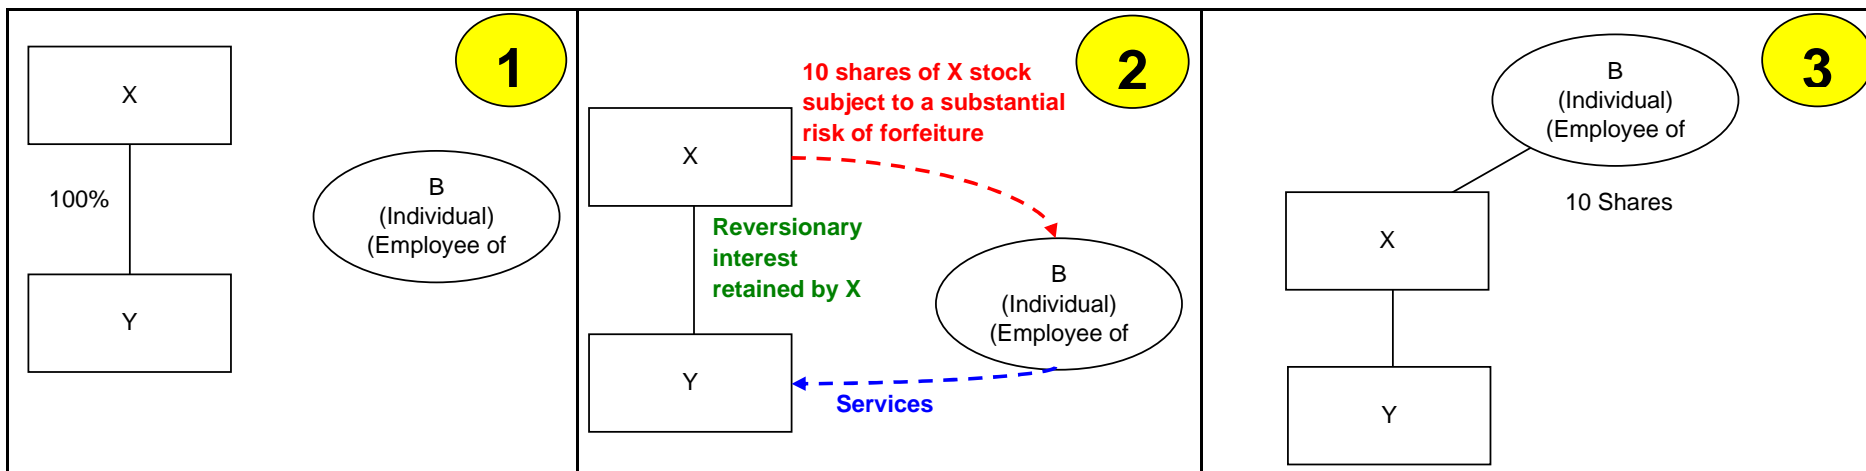 1
X
100%
B
(Individual)
(Employee of
Y
2
10 shares of X stock
subject to a substantial
risk of forfeiture
X
Reversionary
interest
retained by X
B
(Individual)
(Employee of
Y
Services
3
B
(Individual)
(Employee of
10 Shares
X
Y